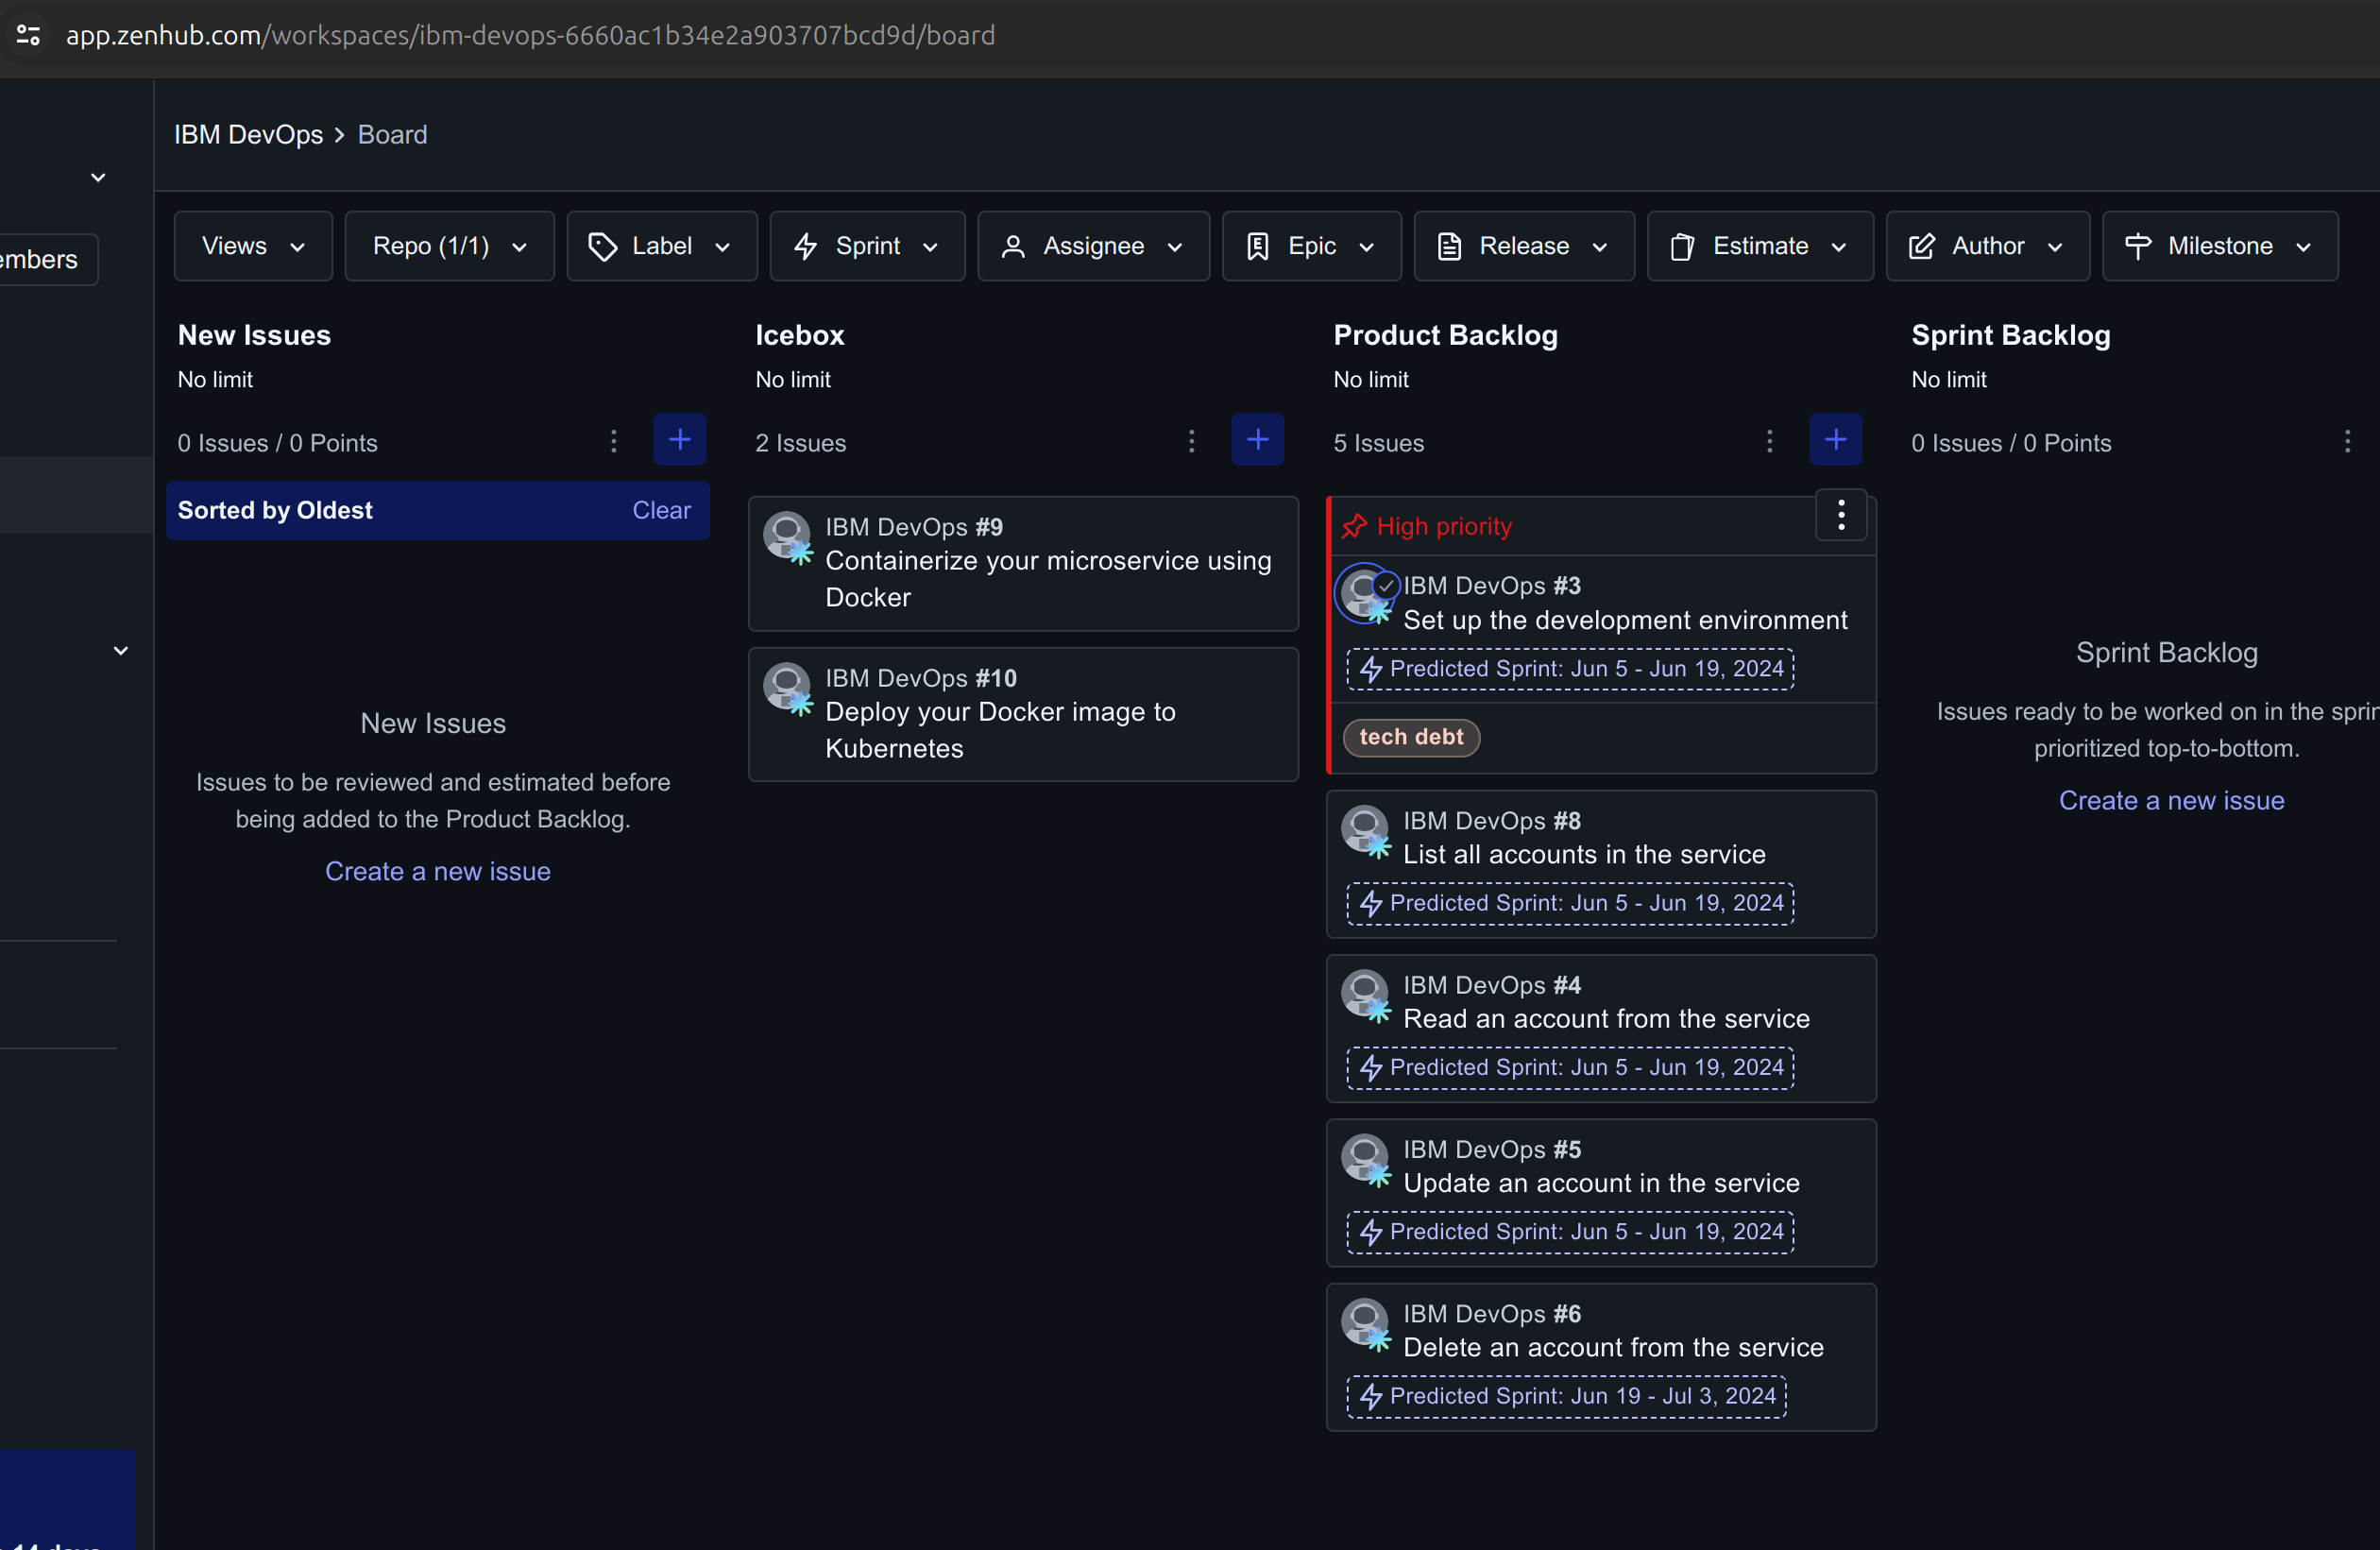 app.zenhub.com/workspaces/ibm-devops-6660ac1b34e2a903707bcd9d/board
IBM DevOps > Board
Views
Repo (1/1)
Label
Sprint
Assignee
Epic
Release
Estimate
Author
Milestone
embers
New Issues
No limit
0 Issues / 0 Points
Sorted by Oldest
Clear
New Issues
Issues to be reviewed and estimated before
being added to the Product Backlog.
Create a new issue
Icebox
No limit
2 Issues
IBM DevOps #9
Containerize your microservice using
Docker
IBM DevOps #10
Deploy your Docker image to
Kubernetes
Product Backlog
No limit
5 Issues
High priority
IBM DevOps #3
Set up the development environment
Predicted Sprint: Jun 5 - Jun 19, 2024
tech debt
IBM DevOps #8
List all accounts in the service
Predicted Sprint: Jun 5 - Jun 19, 2024
IBM DevOps #4
Read an account from the service
Predicted Sprint: Jun 5 - Jun 19, 2024
IBM DevOps #5
Update an account in the service
Predicted Sprint: Jun 5 - Jun 19, 2024
IBM DevOps #6
Delete an account from the service
Predicted Sprint: Jun 19 - Jul 3, 2024
Sprint Backlog
No limit
0 Issues / 0 Points
Sprint Backlog
Issues ready to be worked on in the sprin
prioritized top-to-bottom.
Create a new issue